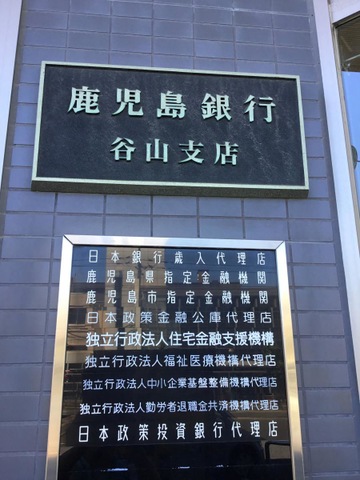 鹿児島銀行
谷山支店
日本銀行歳入代理店
鹿児島県指定金融機関
鹿児島市指定金融機関
日本政策金融公庫代理店
独立行政法人住宅金融支援機構
独立行政法人福祉医療機構代理店
独立行政法人中小企業基盤整備機構代理店
独立行政法人勤労者退職金共済機構代理店
日本政策投資銀行代理店